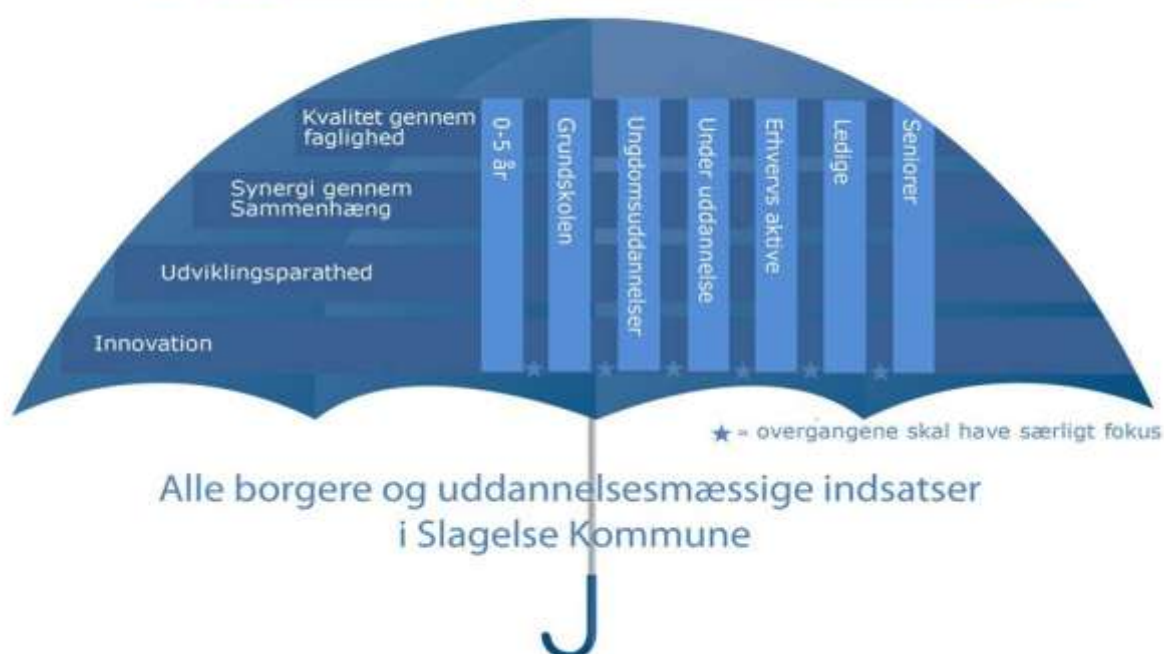 Kvalitet gennem
faglighed
Synergi gennem
Sammenhæng
Udviklingsparathed
Innovation
0-5 år
Grundskolen
Ungdomsuddannelser
Under uddannelse
Erhvervs aktive
Ledige
Seniorer
★ = overgangene skal have særligt fokus
Alle borgere og uddannelsesmæssige indsatser
i Slagelse Kommune